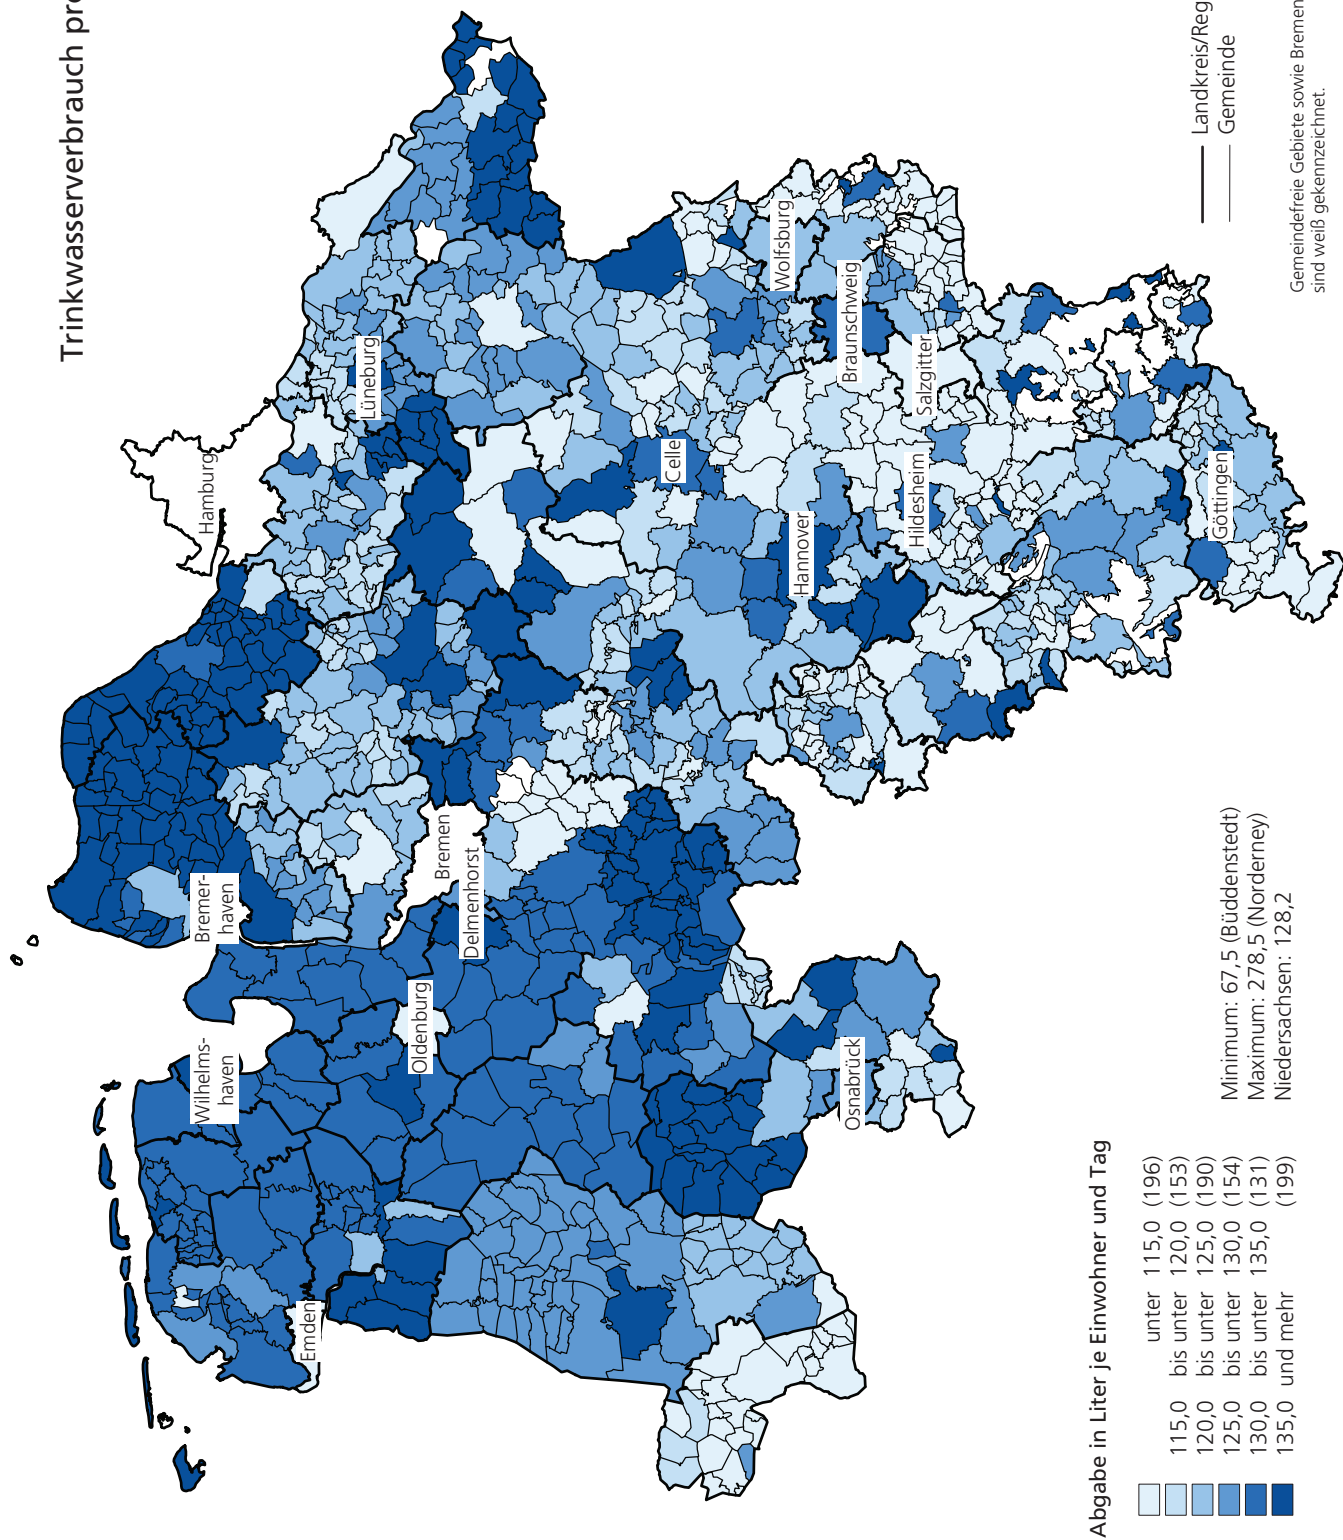 Trinkwasserverbrauch
Hamburg
Lüneburg
Bremer-
haven
Wilhelms-
haven
Emden
Bremen
Delmenhorst
Oldenburg
Celle
Wolfsburg
Braunschweig
Hannover
Salzgitter
Hildesheim
Osnabrück
Göttingen
Abgabe in Liter je Einwohner und Tag
unter 115,0 (196)
115,0 bis unter 120,0 (153)
120,0 bis unter 125,0 (190)
125,0 bis unter 130,0 (154)
130,0 bis unter 135,0 (131)
135,0 und mehr (199)
Minimum: 67,5 (Büddenstedt)
Maximum: 278,5 (Norderney)
Niedersachsen: 128,2
Landkreis/Reg
Gemeinde
Gemeindefreie Gebiete sowie Bremen
sind weiß gekennzeichnet.